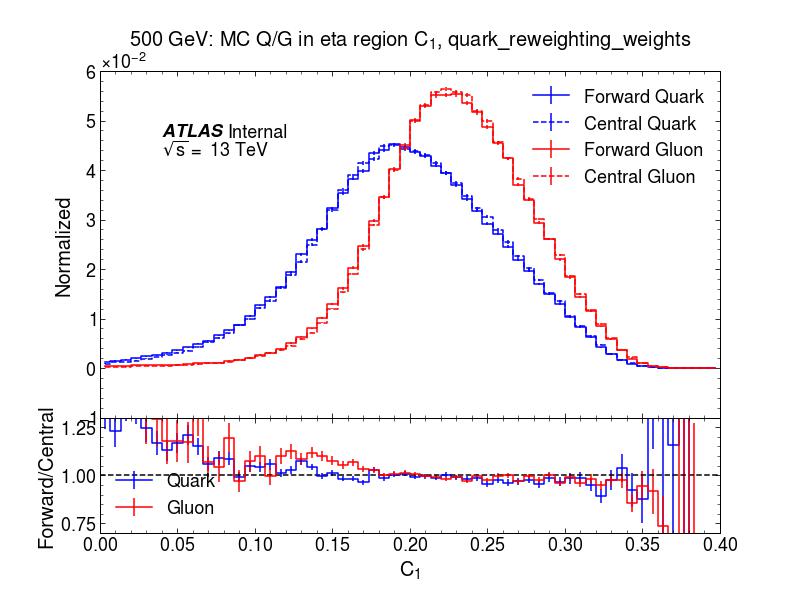 500 GeV: MC Q/G in eta region C₁, quark_reweighting_weights
×10⁻²
6
5
4
3
2
1
0
−1
Normalized
ATLAS Internal
√s = 13 TeV
Forward Quark
Central Quark
Forward Gluon
Central Gluon
1.25
1.00
0.75
Forward/Central
Quark
Gluon
0.00 0.05 0.10 0.15 0.20 0.25 0.30 0.35 0.40
C₁